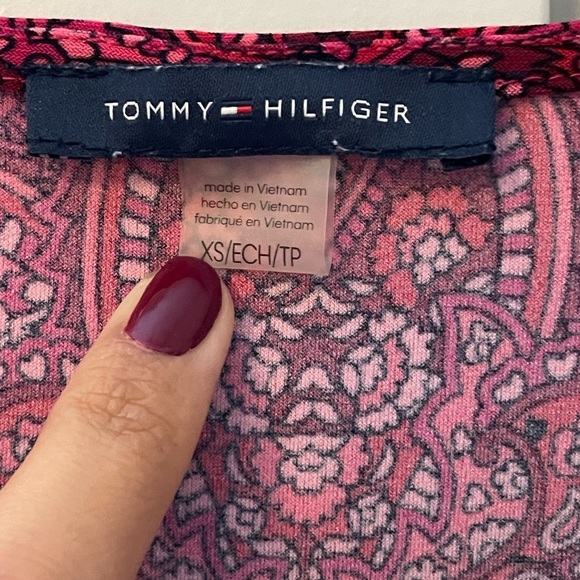 TOMMY HILFIGER
made in Vietnam
hecho en Vietnam
fabriqué en Vietnam
XS/ECH/TP